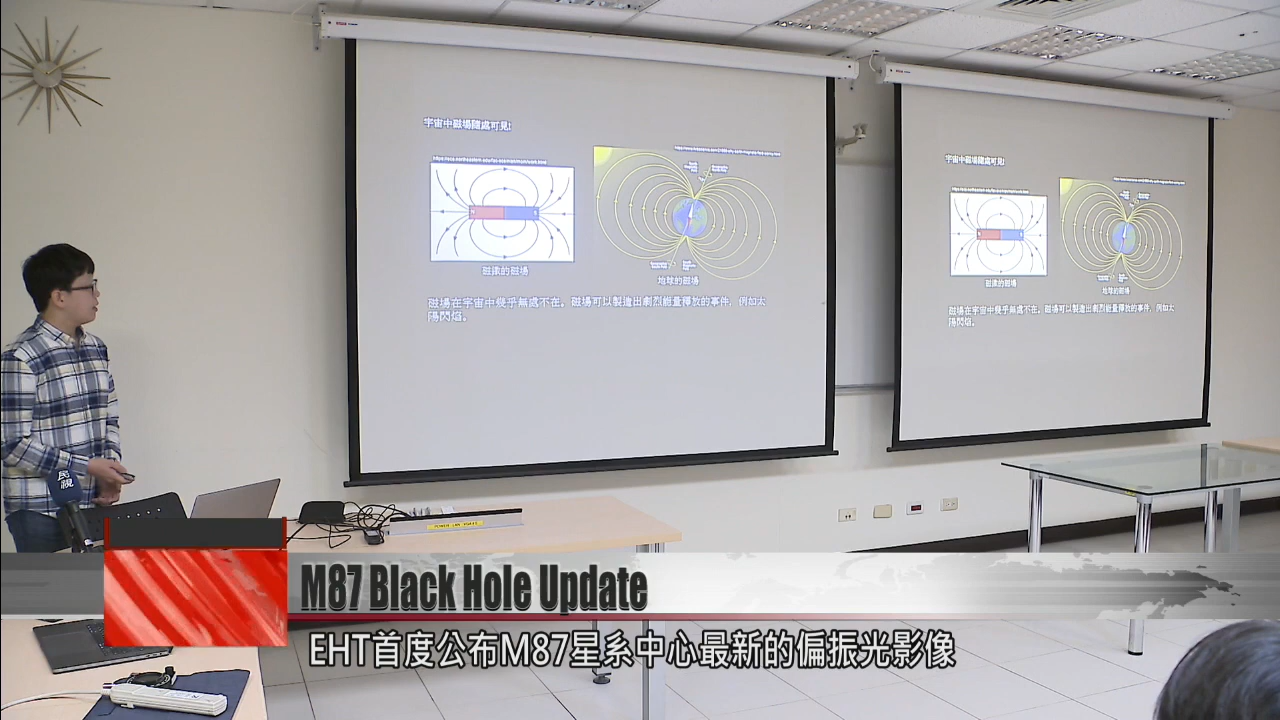 宇宙中磁場隨處可見!
磁鐵的磁場
地球的磁場
磁場在宇宙中幾乎無處不在。磁場可以製造出劇烈能量釋放的事件,例如太
陽閃焰。
宇宙中磁場隨處可見!
磁鐵的磁場
地球的磁場
磁場在宇宙中幾乎無處不在。磁場可以製造出劇烈能量釋放的事件,例如太
陽閃焰。
民視
M87 Black Hole Update
EHT首度公布M87星系中心最新的偏振光影像